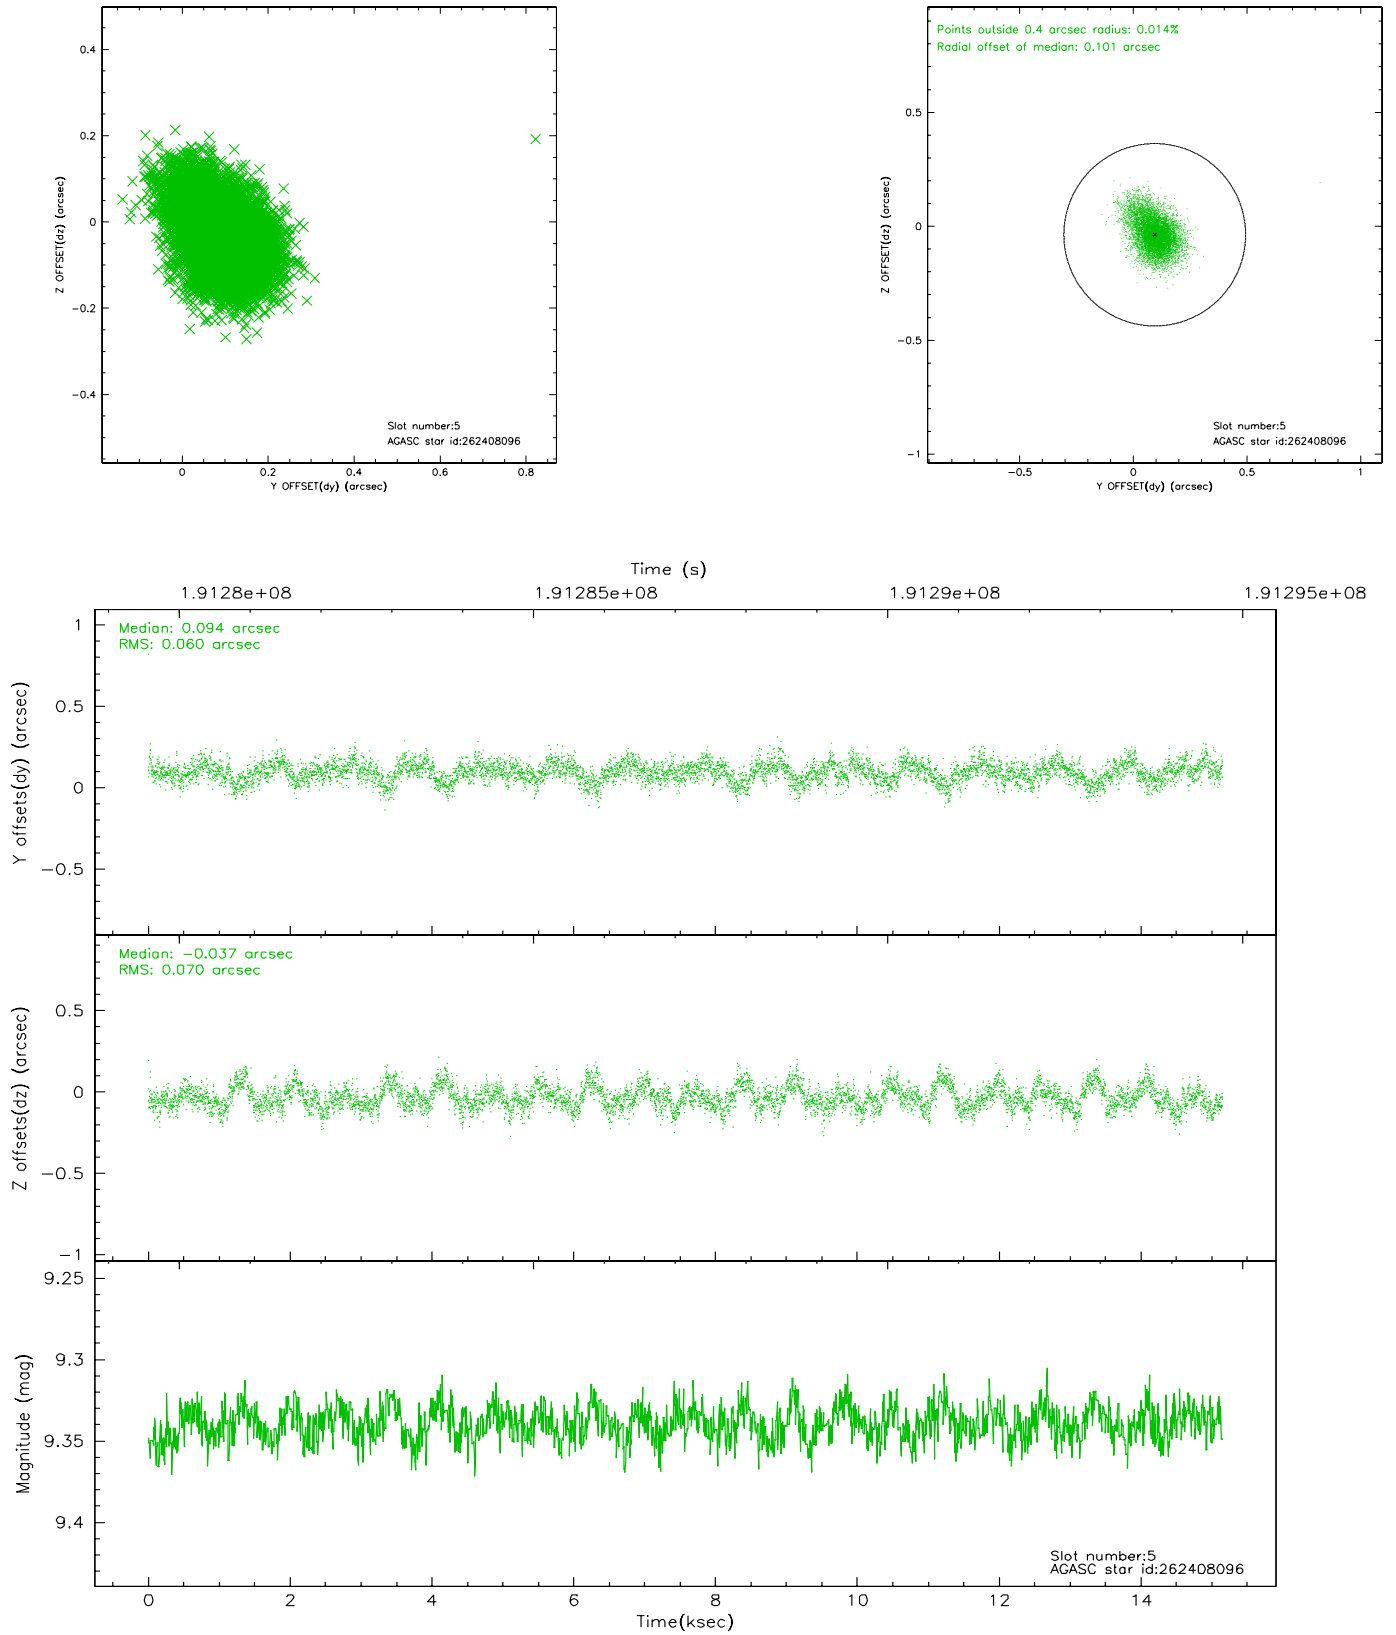 0.4
0.2
0
-0.2
-0.4
Z OFFSET(dz) (arcsec)
0 0.2 0.4 0.6 0.8
Y OFFSET(dy) (arcsec)
Slot number:5
AGASC star id:262408096
Points outside 0.4 arcsec radius: 0.014%
Radial offset of median: 0.101 arcsec
0.5
0
-0.5
-1
Z OFFSET(dz) (arcsec)
-0.5 0 0.5 1
Y OFFSET(dy) (arcsec)
Slot number:5
AGASC star id:262408096
Time (s)
1.9128e+08 1.91285e+08 1.9129e+08 1.91295e+08
Median: 0.094 arcsec
RMS: 0.060 arcsec
1
0.5
0
-0.5
Y offsets(dy) (arcsec)
Median: -0.037 arcsec
RMS: 0.070 arcsec
0.5
0
-0.5
-1
Z offsets(dz) (arcsec)
9.25
9.3
9.35
9.4
Magnitude (mag)
Slot number:5
AGASC star id:262408096
0 2 4 6 8 10 12 14
Time(ksec)